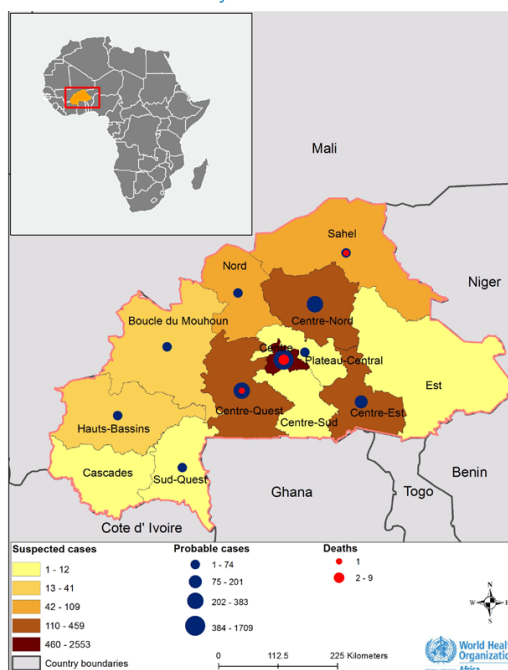 Mali
Sahel
Niger
Nord
Centre-Nord
Boucle du Mouhoun
Centre
Plateau-Central
Est
Centre-Quest
Centre-Est
Hauts-Bassins
Centre-Sud
Cascades
Sud-Quest
Benin
Togo
Ghana
Cote d' Ivoire
Suspected cases
1 - 12
13 - 41
42 - 109
110 - 459
460 - 2553
Country boundaries
Probable cases
1 - 74
75 - 201
202 - 383
384 - 1709
Deaths
1
2 - 9
N
W E
S
0 112.5 225 Kilometers
World Heal
Organizatio
Africa